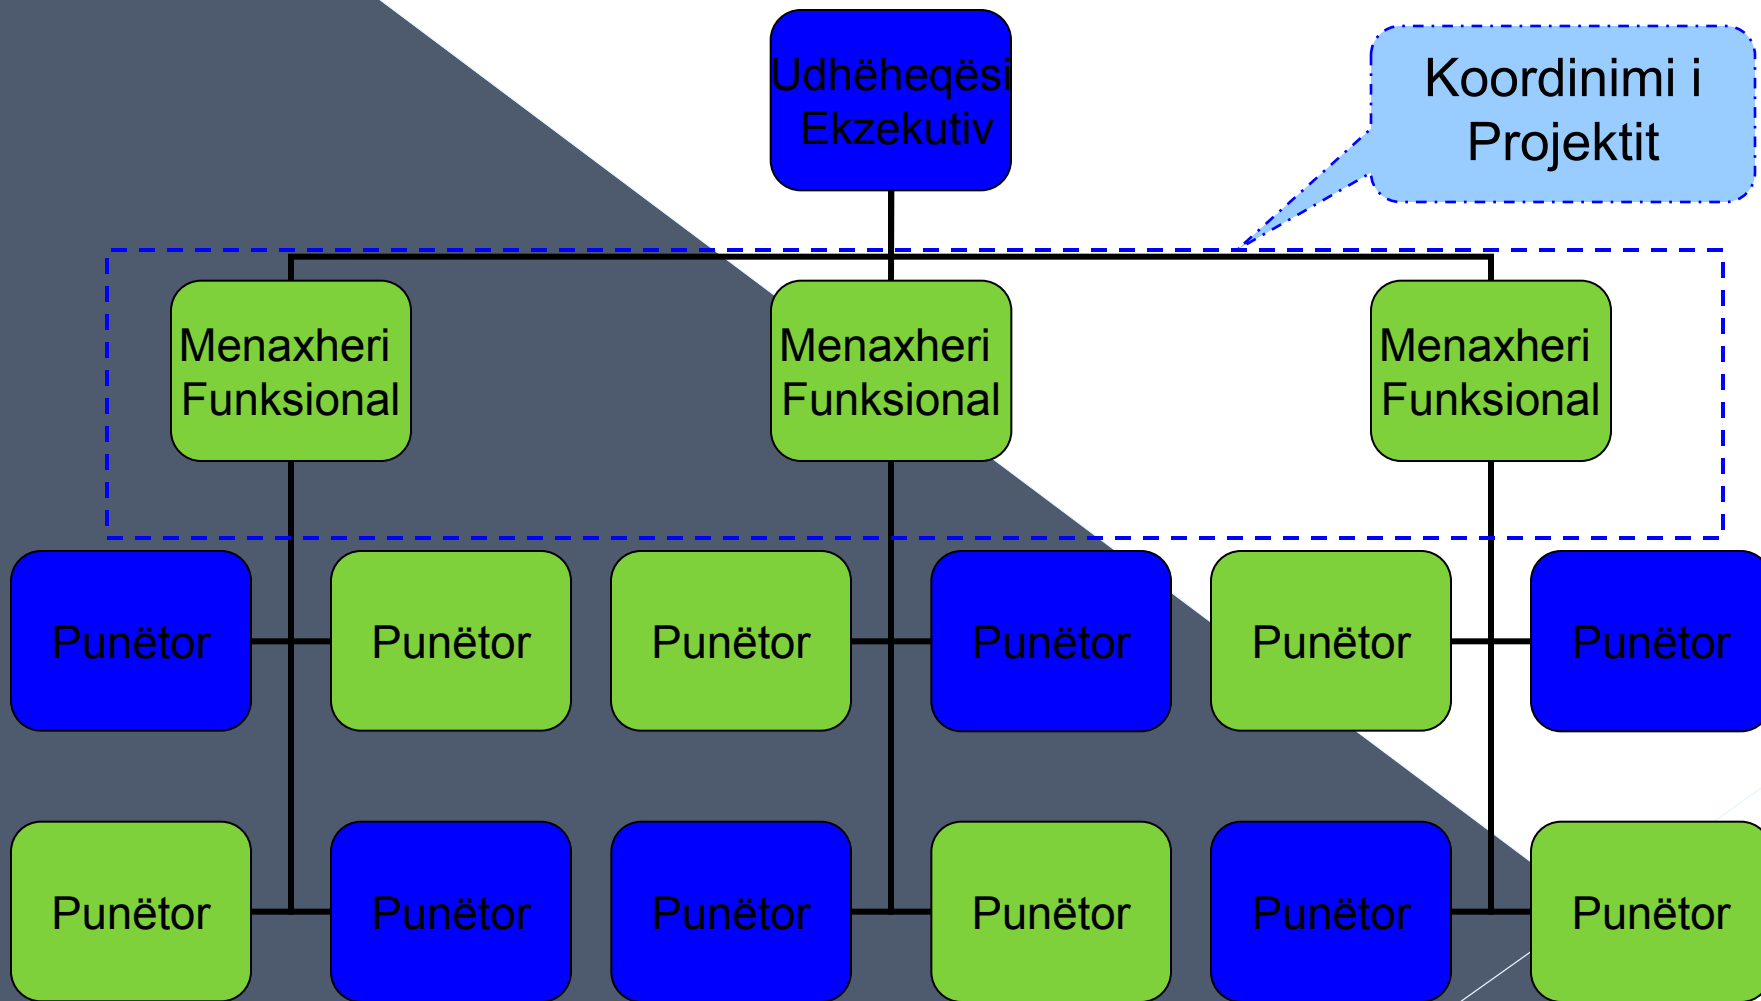 Udhëheqësi
Ekzekutiv
Koordinimi i
Projektit
Menaxheri
Funksional
Menaxheri
Funksional
Menaxheri
Funksional
Punëtor
Punëtor
Punëtor
Punëtor
Punëtor
Punëtor
Punëtor
Punëtor
Punëtor
Punëtor
Punëtor
Punëtor